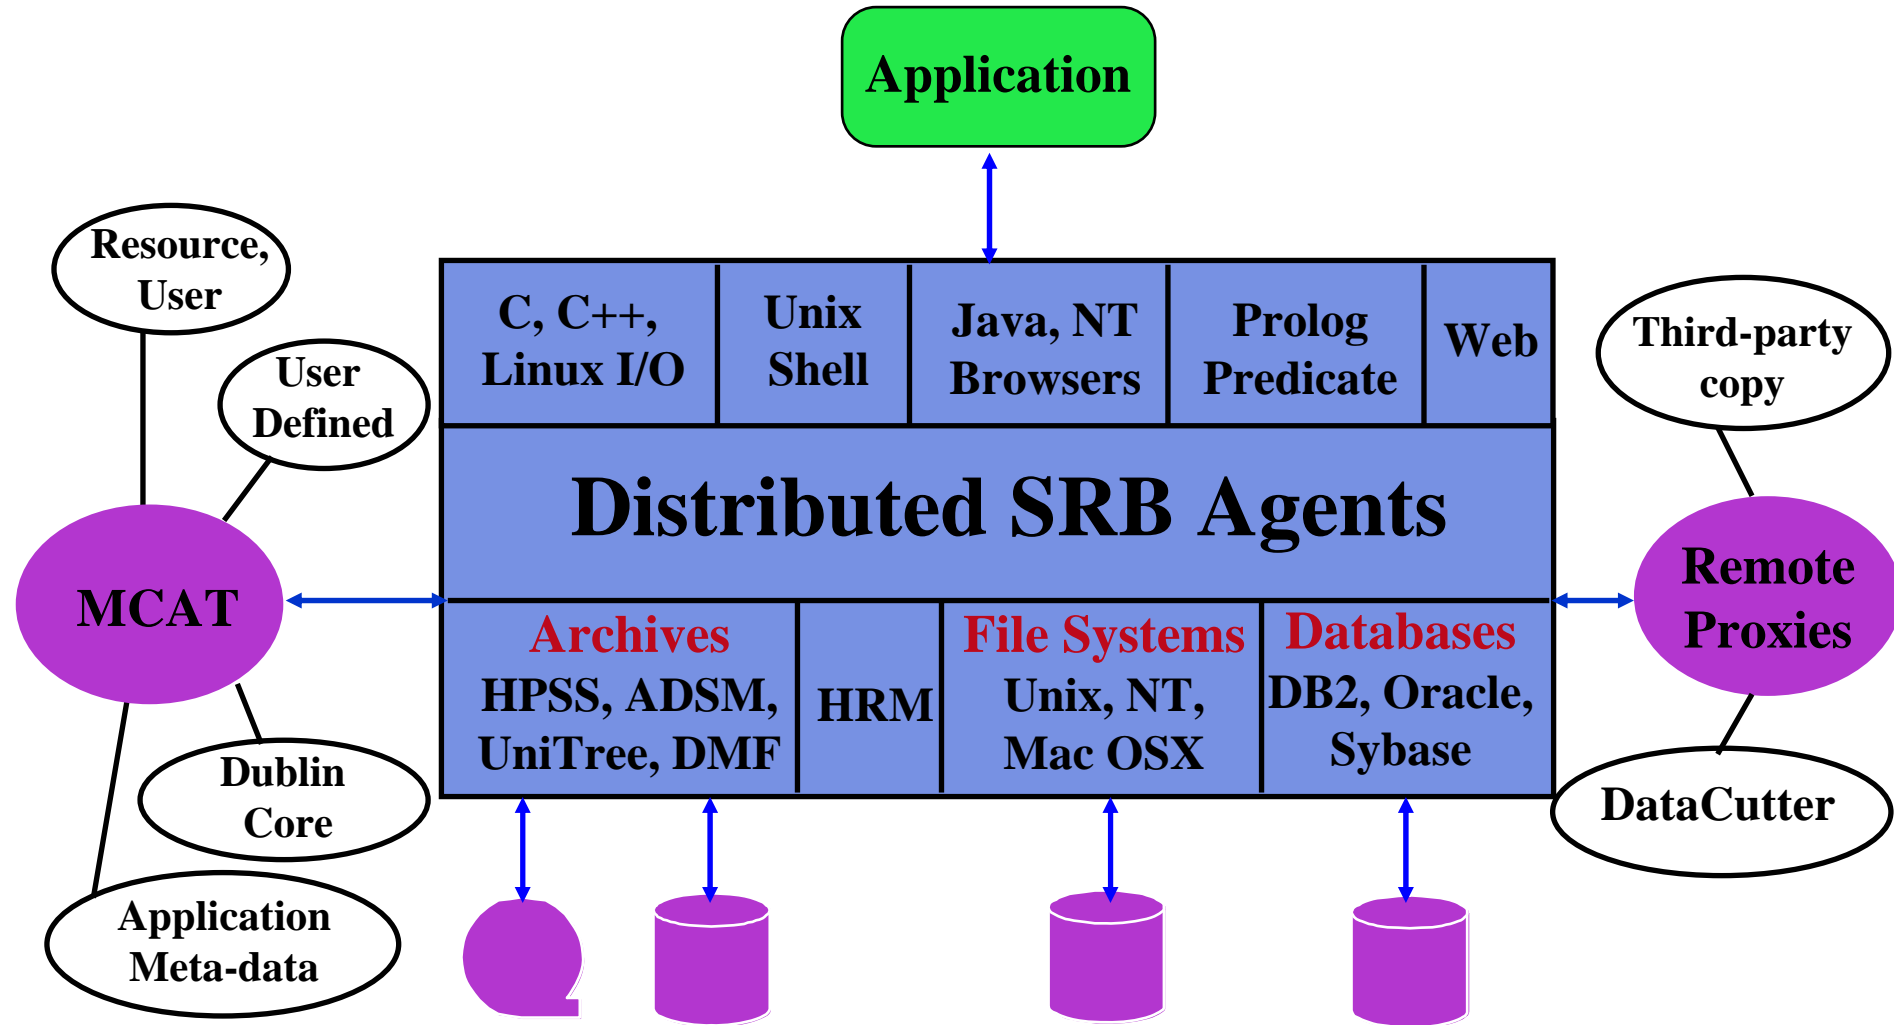 Application
Resource,
User
User
Defined
C, C++,
Linux I/O
Unix
Shell
Java, NT
Browsers
Prolog
Predicate
Web
Third-party
copy
Distributed SRB Agents
MCAT
Remote
Proxies
Archives
HPSS, ADSM,
UniTree, DMF
HRM
File Systems
Unix, NT,
Mac OSX
Databases
DB2, Oracle,
Sybase
Dublin
Core
DataCutter
Application
Meta-data